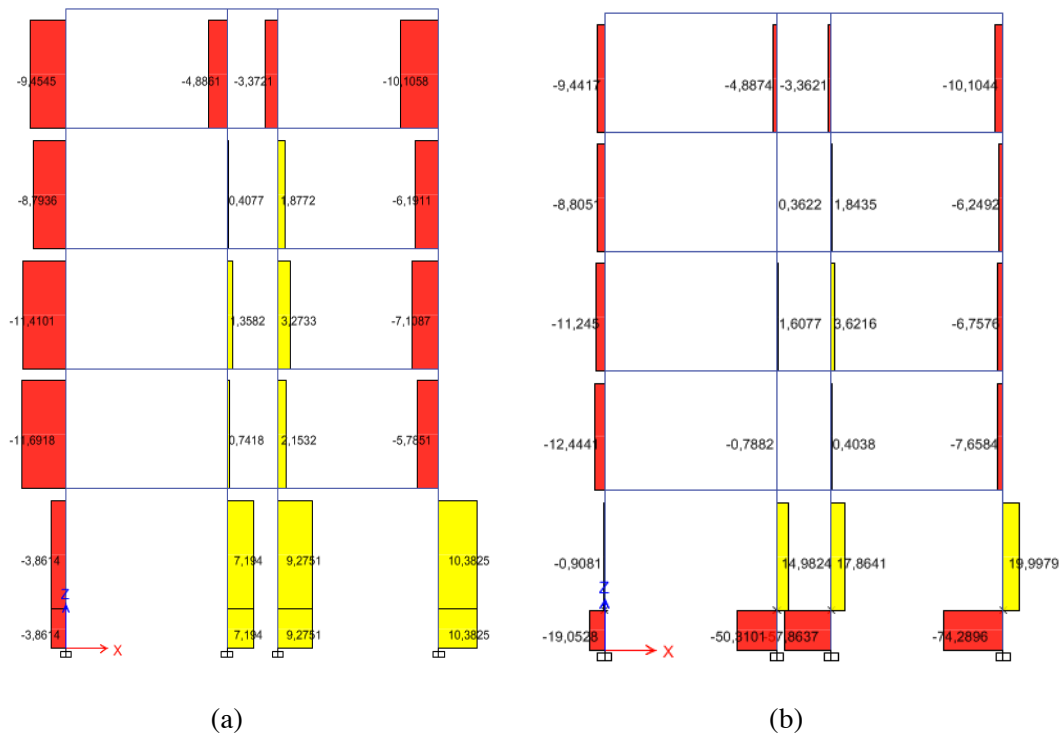 -9,4545 -4,8861 -3,3721 -10,1058
-8,7936 0,4077 1,8772 -6,1911
-11,4101 1,3582 3,2733 -7,1087
-11,6918 0,7418 2,1532 -5,7851
-3,8614 7,194 9,2751 10,3825
Z
-3,8614 7,194 9,2751 10,3825
X
(a)
-9,4417 -4,8874 -3,3621 -10,1044
-8,8051 0,3622 1,8435 -6,2492
-11,245 1,6077 3,6216 -6,7576
-12,4441 -0,7882 0,4038 -7,6584
-0,9081 14,9824 17,8641 19,9979
Z
-19,0528 -50,3101 -57,8637 -74,2896
X
(b)